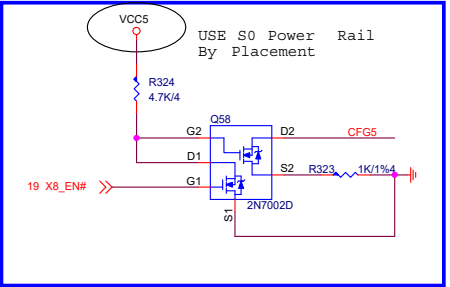 VCC5
USE S0 Power Rail
By Placement
R324
4.7K/4
Q58
G2
D2
CFG5
D1
S2
R323
1K/1%4
19 X8_EN#
G1
2N7002D
S1